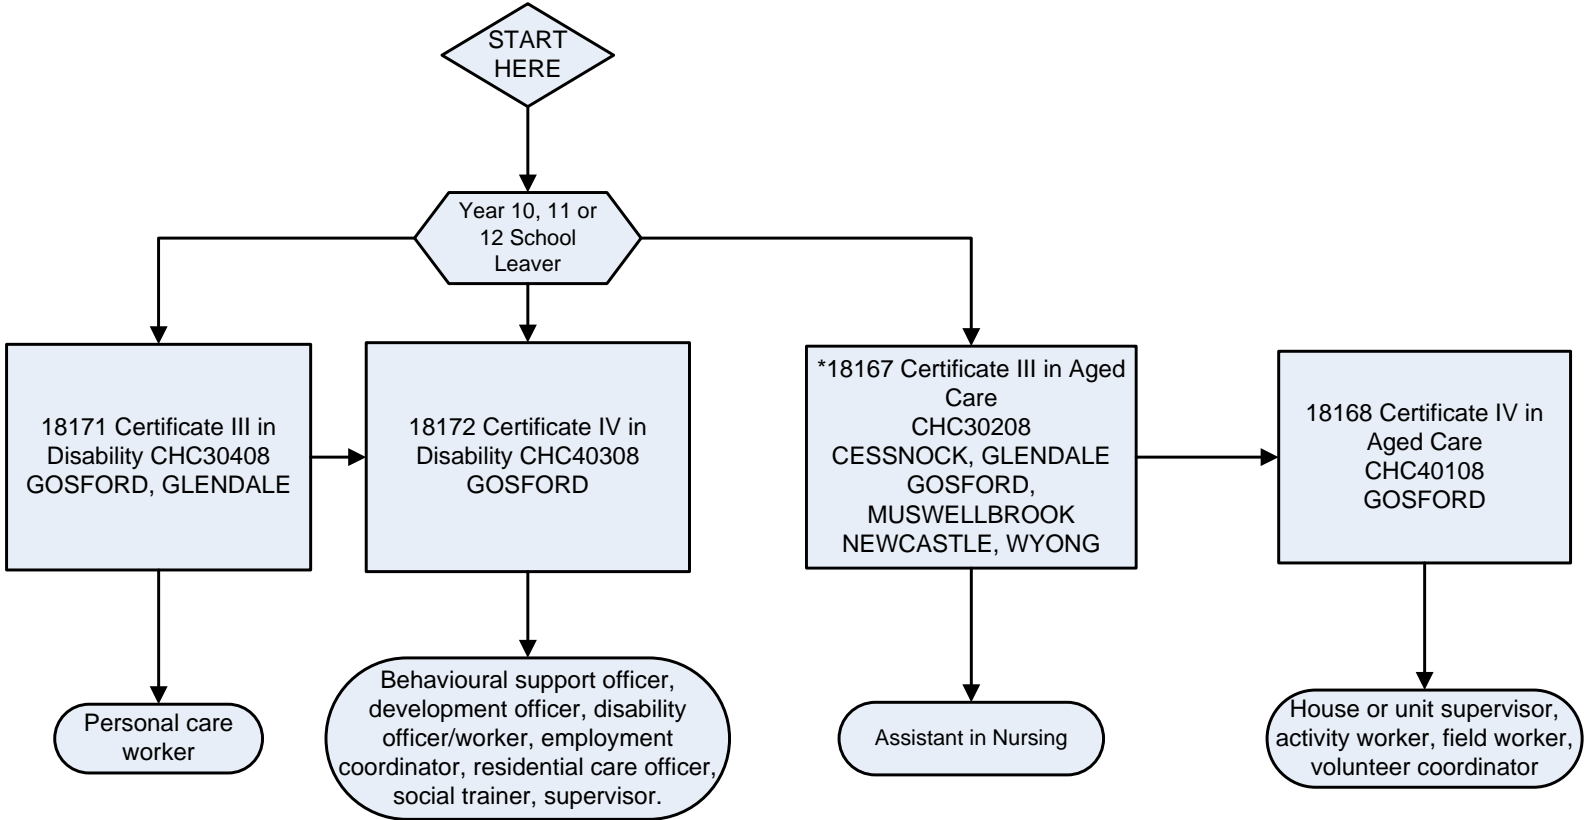 START
HERE
Year 10, 11 or
12 School
Leaver
18171 Certificate III in
Disability CHC30408
GOSFORD, GLENDALE
18172 Certificate IV in
Disability CHC40308
GOSFORD
*18167 Certificate III in Aged
Care
CHC30208
CESSNOCK, GLENDALE
GOSFORD,
MUSWELLBROOK
NEWCASTLE, WYONG
18168 Certificate IV in
Aged Care
CHC40108
GOSFORD
Personal care
worker
Behavioural support officer,
development officer, disability
officer/worker, employment
coordinator, residential care officer,
social trainer, supervisor.
Assistant in Nursing
House or unit supervisor,
activity worker, field worker,
volunteer coordinator